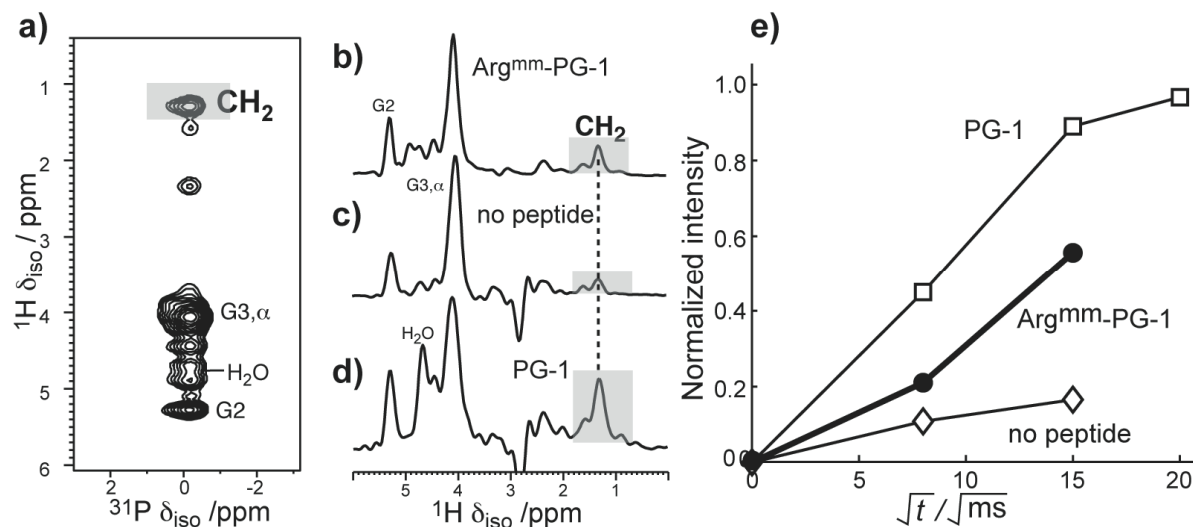 a)
1
2
3
4
5
6
¹H δiso / ppm
CH₂
G3,α
H₂O
G2
2 0 -2
³¹P δiso /ppm
b)
Argᵐᵐ-PG-1
G2
CH₂
c)
G3,α
no peptide
d)
H₂O
PG-1
5 4 3 2 1
¹H δiso /ppm
e)
1.0
0.8
0.6
0.4
0.2
0
Normalized intensity
PG-1
Argᵐᵐ-PG-1
no peptide
0 5 10 15 20
√t/√ms